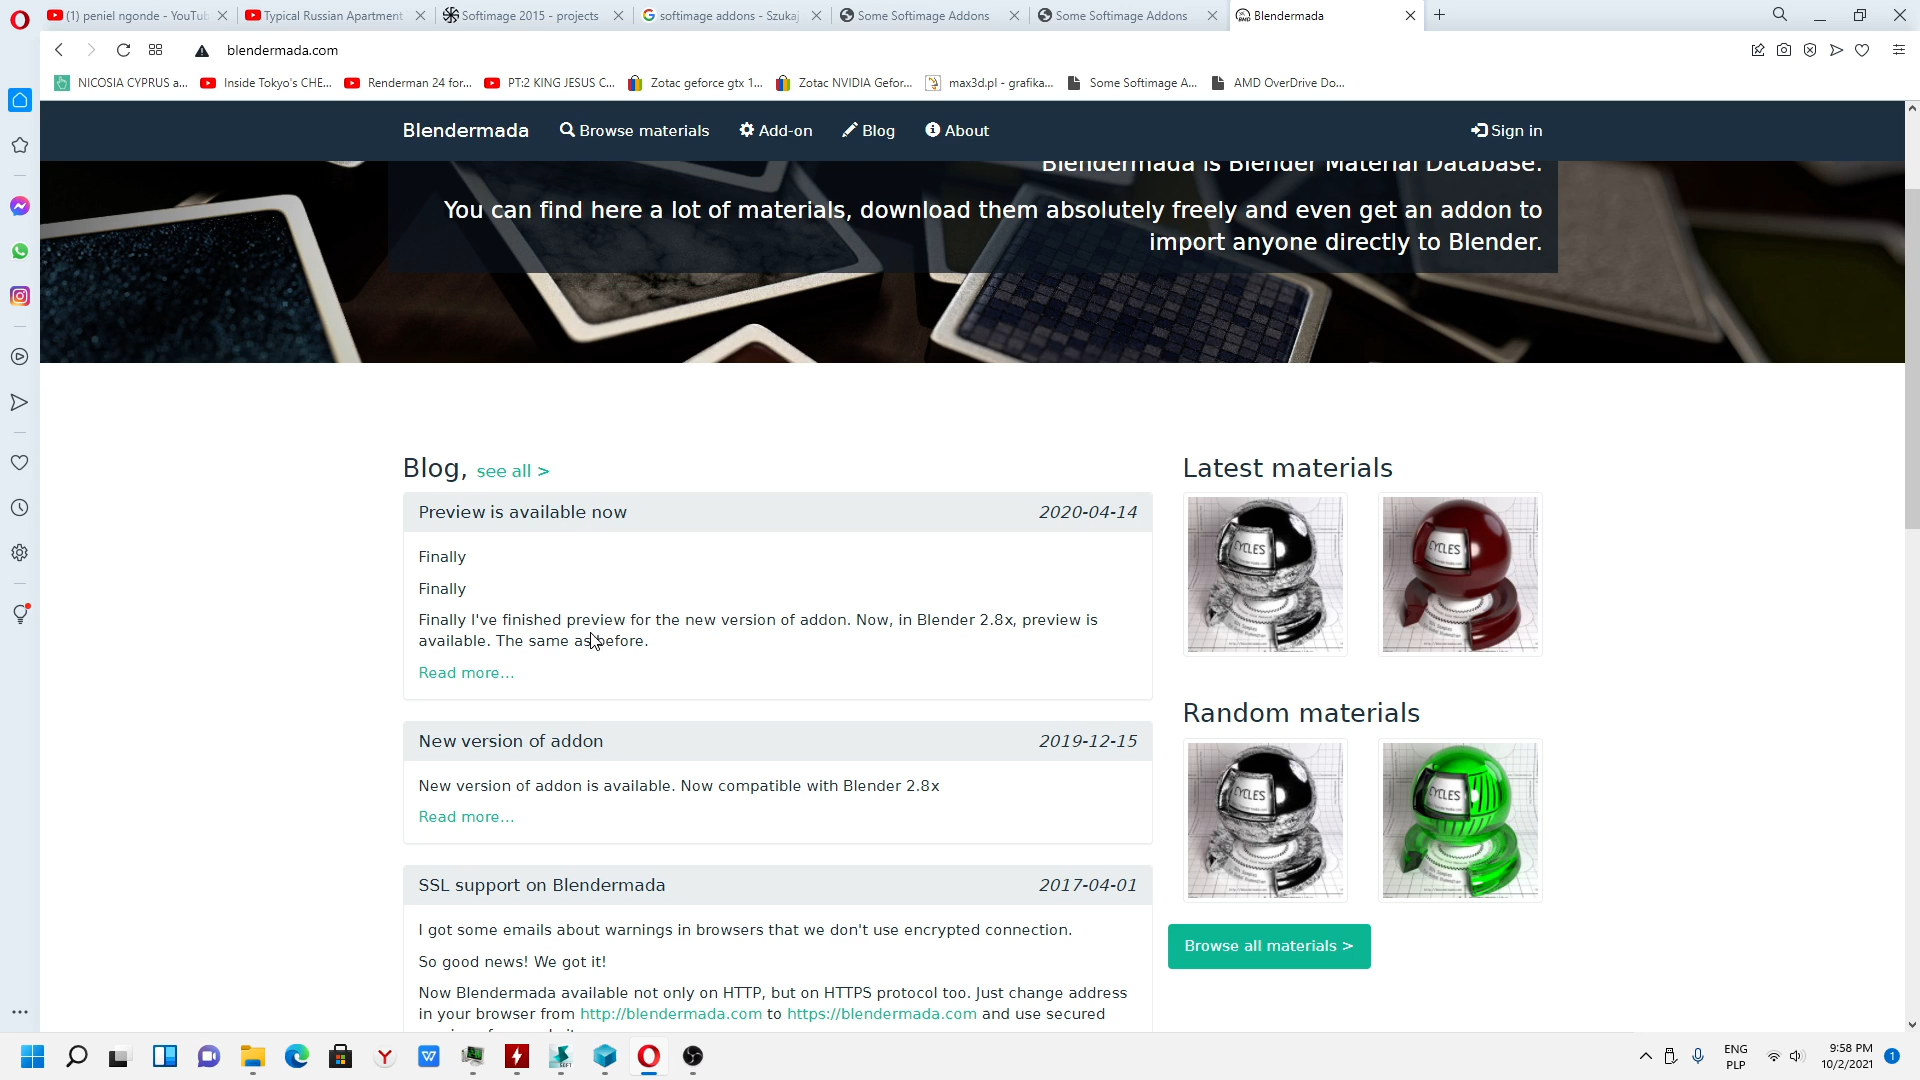 (1) peniel ngonde - YouTub
Typical Russian Apartment
Softimage 2015 - projects
softimage addons - Szukaj
Some Softimage Addons
Some Softimage Addons
Blendermada
blendermada.com
NICOSIA CYPRUS a...
Inside Tokyo's CHE...
Renderman 24 for...
PT:2 KING JESUS C...
Zotac geforce gtx 1...
Zotac NVIDIA Gefor...
max3d.pl - grafika...
Some Softimage A...
AMD OverDrive Do...
Blendermada
Browse materials
Add-on
Blog
About
Sign in
Blendermada is Blender Material Database.
You can find here a lot of materials, download them absolutely freely and even get an addon to
import anyone directly to Blender.
Blog, see all >
Preview is available now 2020-04-14
Finally
Finally
Finally I've finished preview for the new version of addon. Now, in Blender 2.8x, preview is
available. The same as before.
Read more...
New version of addon 2019-12-15
New version of addon is available. Now compatible with Blender 2.8x
Read more...
SSL support on Blendermada 2017-04-01
I got some emails about warnings in browsers that we don't use encrypted connection.
So good news! We got it!
Now Blendermada available not only on HTTP, but on HTTPS protocol too. Just change address
in your browser from http://blendermada.com to https://blendermada.com and use secured
Latest materials
CYCLES
CYCLES
Random materials
CYCLES
CYCLES
Browse all materials >
SOFT
ENG
PLP
9:58 PM
10/2/2021
1